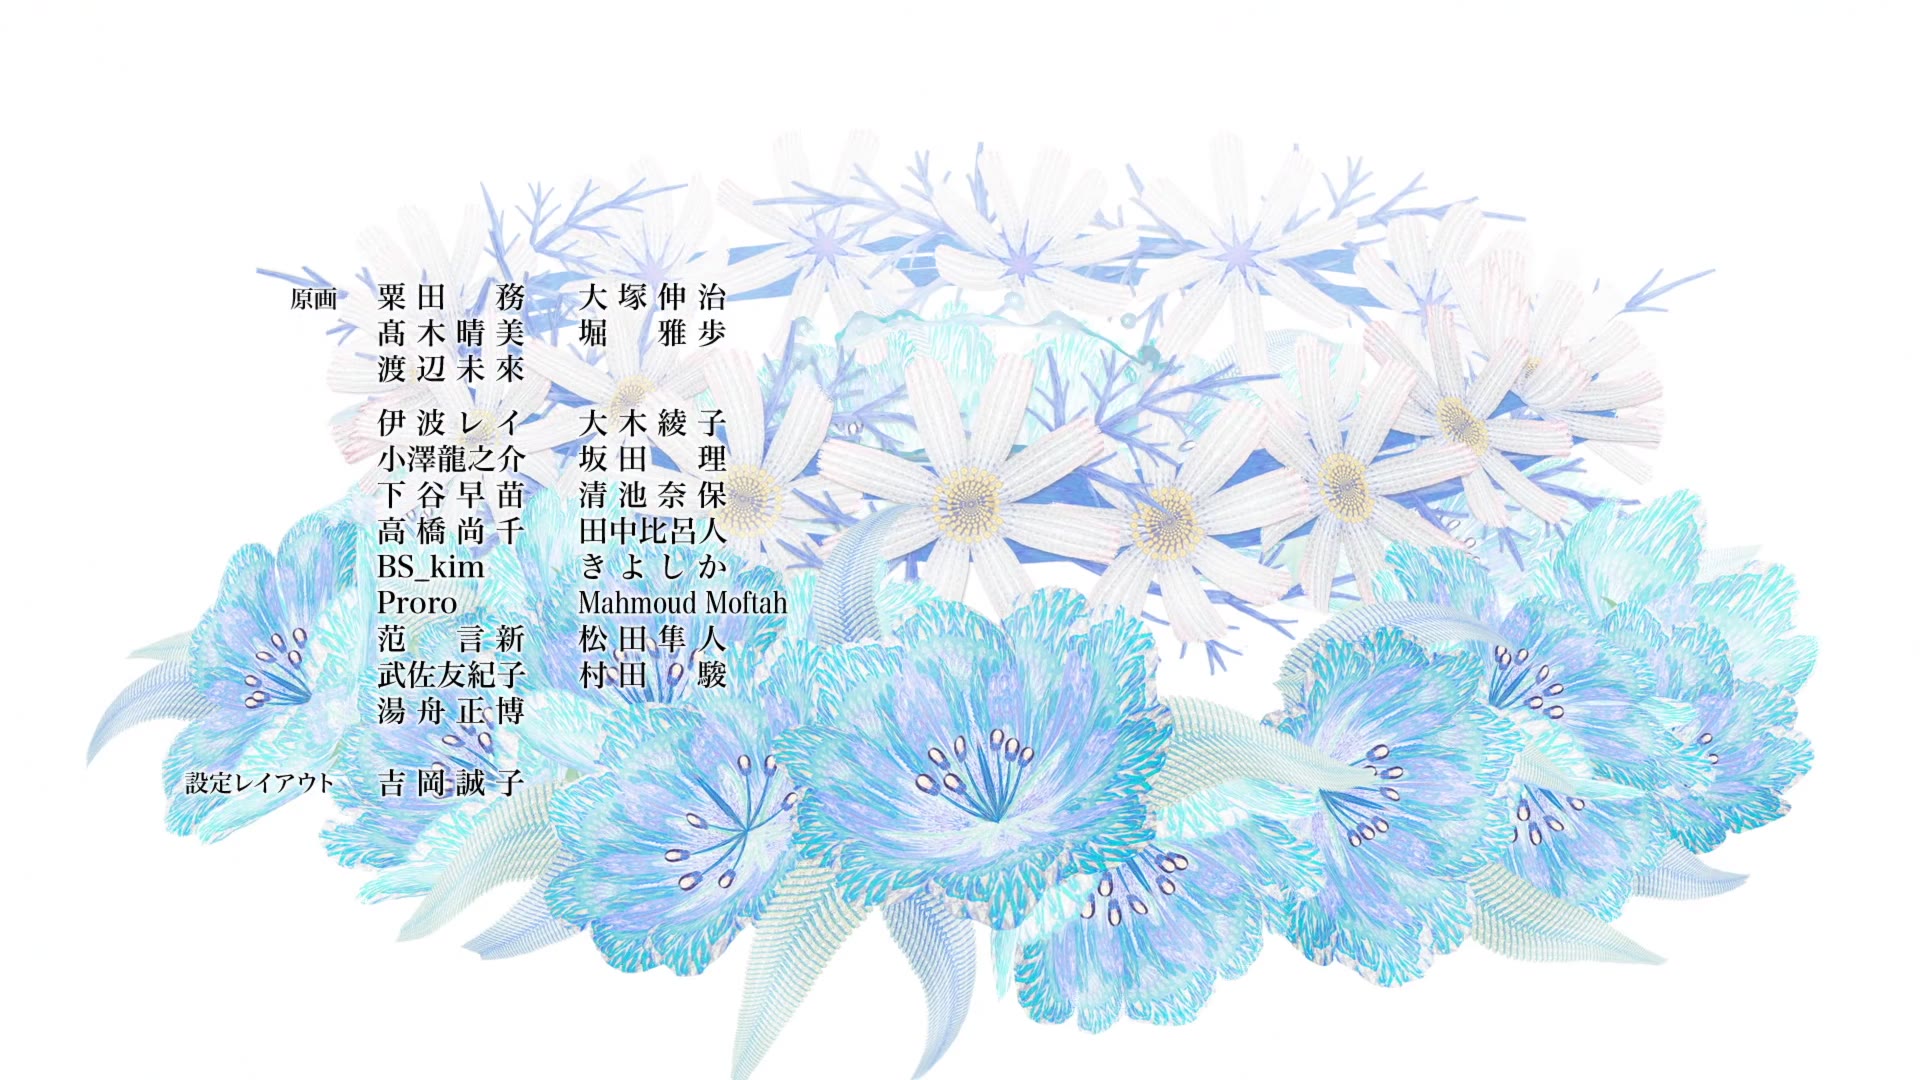 原画 粟田 務 大塚伸治
髙木晴美 堀 雅歩
渡辺未來
伊波レイ 大木綾子
小澤龍之介 坂田 理
下谷早苗 清池奈保
高橋尚千 田中比呂人
BS_kim きよしか
Proro Mahmoud Moftah
范 言新 松田隼人
武佐友紀子 村田 駿
湯舟正博
設定レイアウト 吉岡誠子